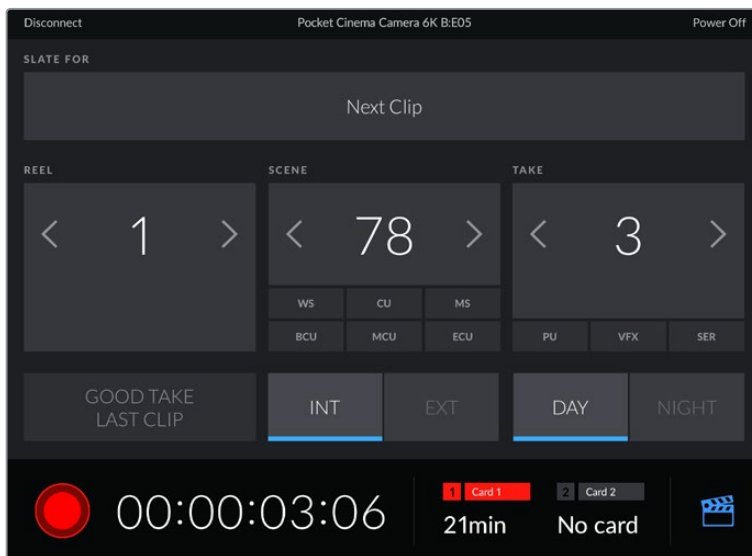 Disconnect Pocket Cinema Camera 6K B:E05 Power Off
SLATE FOR
Next Clip
REEL SCENE TAKE
< 1 > < 78 > < 3 >
WS CU MS
BCU MCU ECU PU VFX SER
GOOD TAKE
LAST CLIP
INT EXT DAY NIGHT
00:00:03:06
1 Card 1 2 Card 2
21min No card